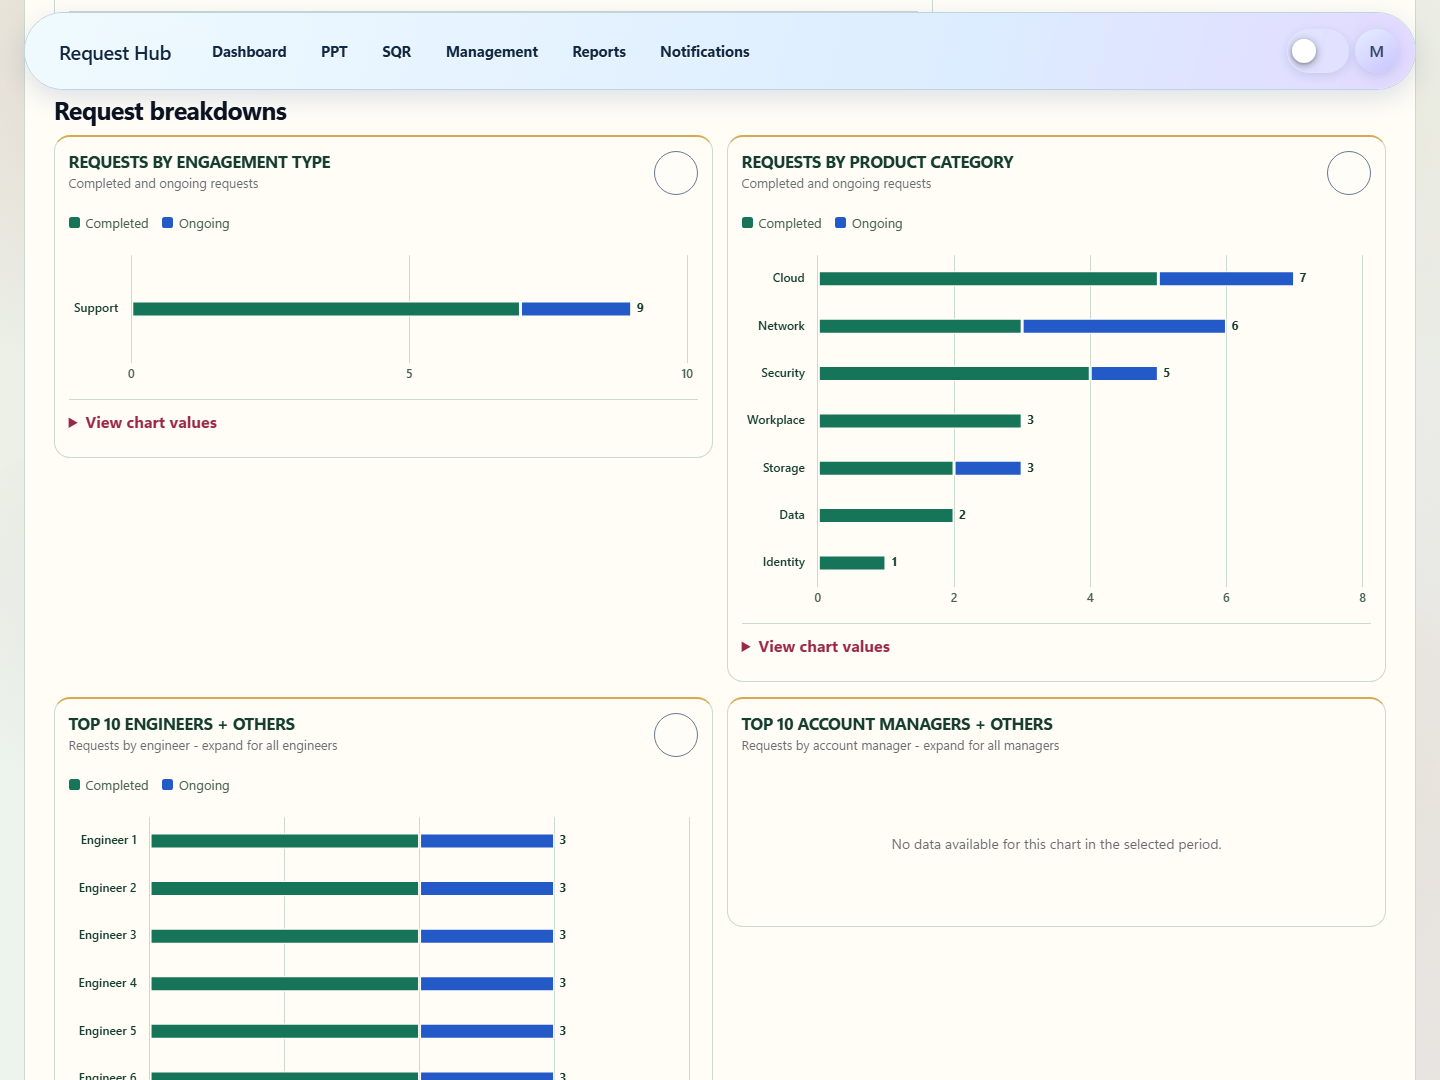 Request Hub Dashboard PPT SQR Management Reports Notifications M
Request breakdowns
REQUESTS BY ENGAGEMENT TYPE
Completed and ongoing requests
Completed Ongoing
Support 9
0 5 10
View chart values
REQUESTS BY PRODUCT CATEGORY
Completed and ongoing requests
Completed Ongoing
Cloud 7
Network 6
Security 5
Workplace 3
Storage 3
Data 2
Identity 1
0 2 4 6 8
View chart values
TOP 10 ENGINEERS + OTHERS
Requests by engineer - expand for all engineers
Completed Ongoing
Engineer 1 3
Engineer 2 3
Engineer 3 3
Engineer 4 3
Engineer 5 3
Engineer 6 3
TOP 10 ACCOUNT MANAGERS + OTHERS
Requests by account manager - expand for all managers
No data available for this chart in the selected period.